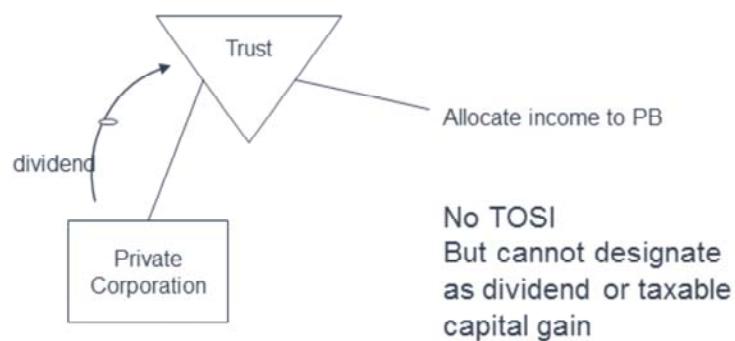 Trust
Allocate income to PB
dividend
Private
Corporation
No TOSI
But cannot designate
as dividend or taxable
capital gain